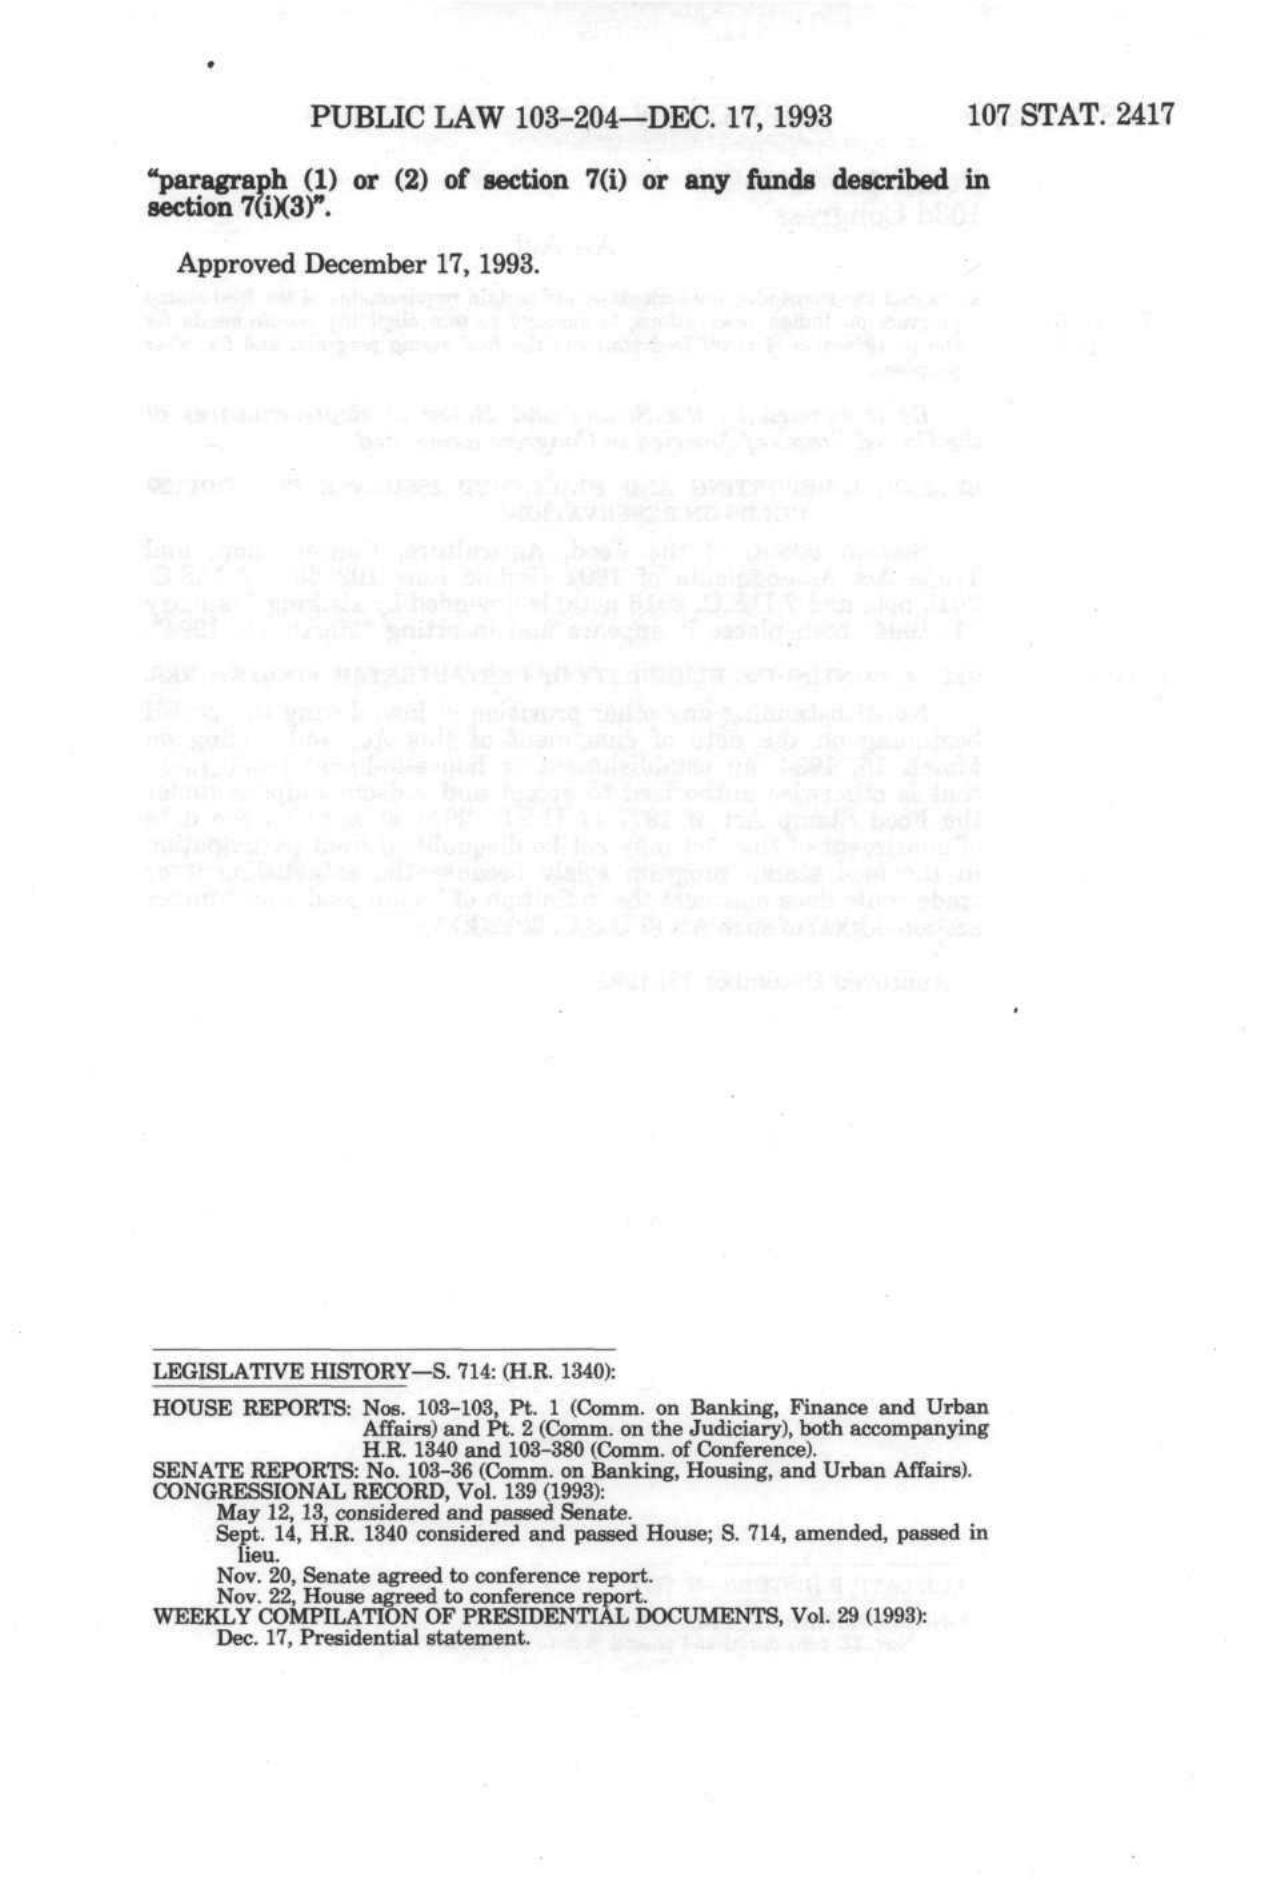 PUBLIC LAW 103–204—DEC. 17, 1993 107 STAT. 2417
“paragraph (1) or (2) of section 7(i) or any funds described in
section 7(i)(3)”.
Approved December 17, 1993.
LEGISLATIVE HISTORY—S. 714: (H.R. 1340):
HOUSE REPORTS: Nos. 103–103, Pt. 1 (Comm. on Banking, Finance and Urban
Affairs) and Pt. 2 (Comm. on the Judiciary), both accompanying
H.R. 1340 and 103–380 (Comm. of Conference).
SENATE REPORTS: No. 103–36 (Comm. on Banking, Housing, and Urban Affairs).
CONGRESSIONAL RECORD, Vol. 139 (1993):
May 12, 13, considered and passed Senate.
Sept. 14, H.R. 1340 considered and passed House; S. 714, amended, passed in
lieu.
Nov. 20, Senate agreed to conference report.
Nov. 22, House agreed to conference report.
WEEKLY COMPILATION OF PRESIDENTIAL DOCUMENTS, Vol. 29 (1993):
Dec. 17, Presidential statement.